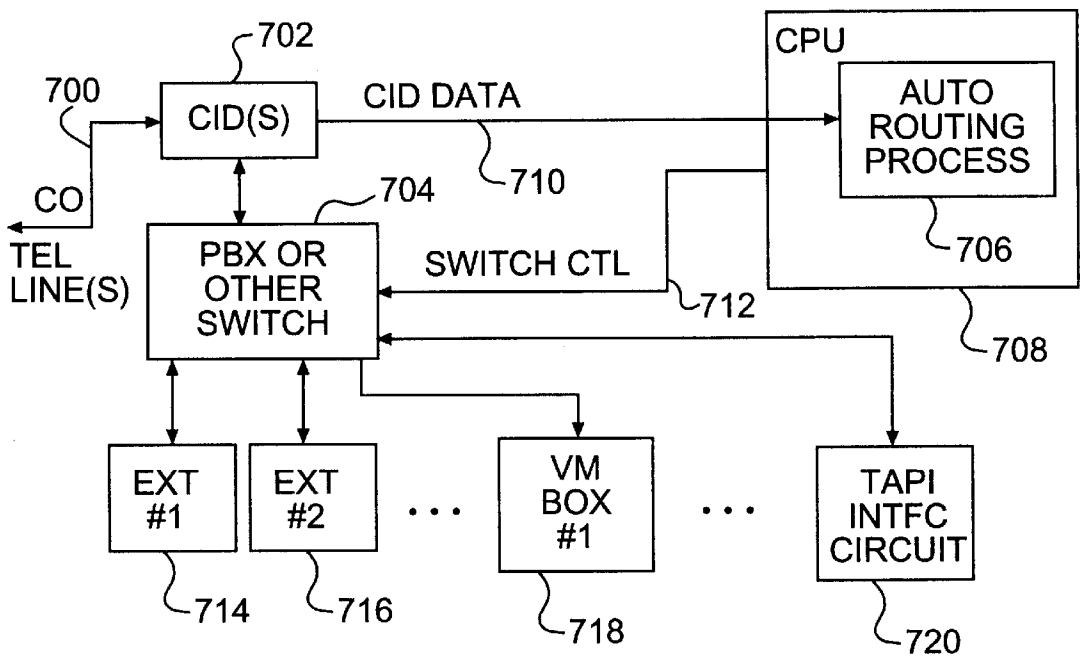 702
700
CID(S)
CID DATA
710
CPU
AUTO
ROUTING
PROCESS
706
708
CO
TEL
LINE(S)
704
PBX OR
OTHER
SWITCH
SWITCH CTL
712
EXT
#1
714
EXT
#2
716
. . .
VM
BOX
#1
718
. . .
TAPI
INTFC
CIRCUIT
720